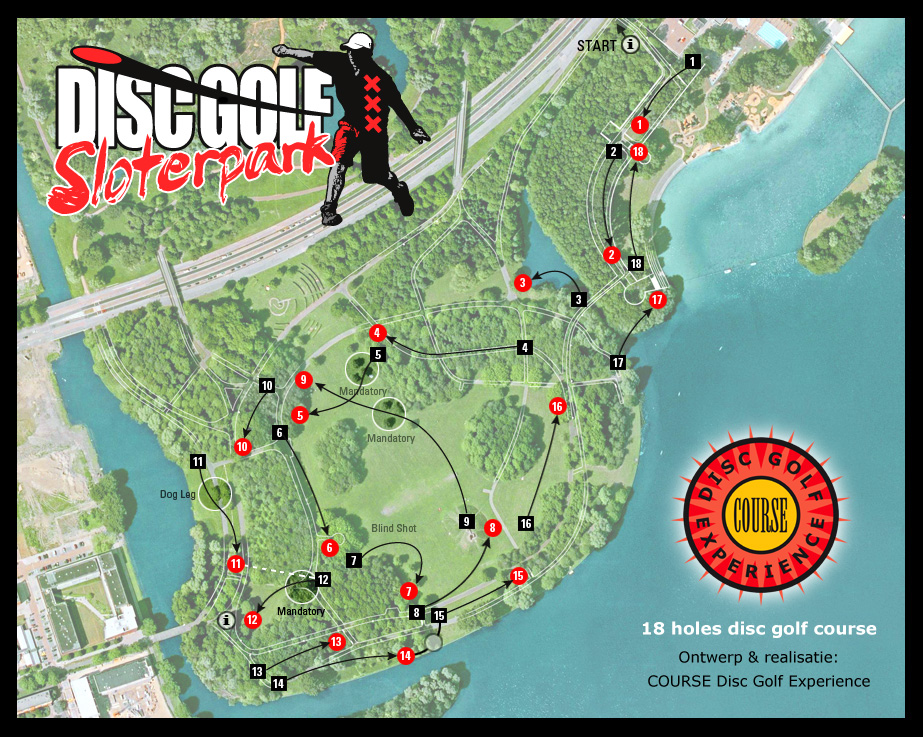 START i
DISC GOLF
Sloterpark
1
1
2
18
2
18
3
3
17
4
5
4
17
10
9
Mandatory
5
16
Mandatory
6
10
11
Dog Leg
9
16
8
Blind Shot
6
7
11
12
15
7
Mandatory
8
15
i
12
13
14
13
14
DISC GOLF
COURSE
EXPERIENCE
18 holes disc golf course
Ontwerp & realisatie:
COURSE Disc Golf Experience